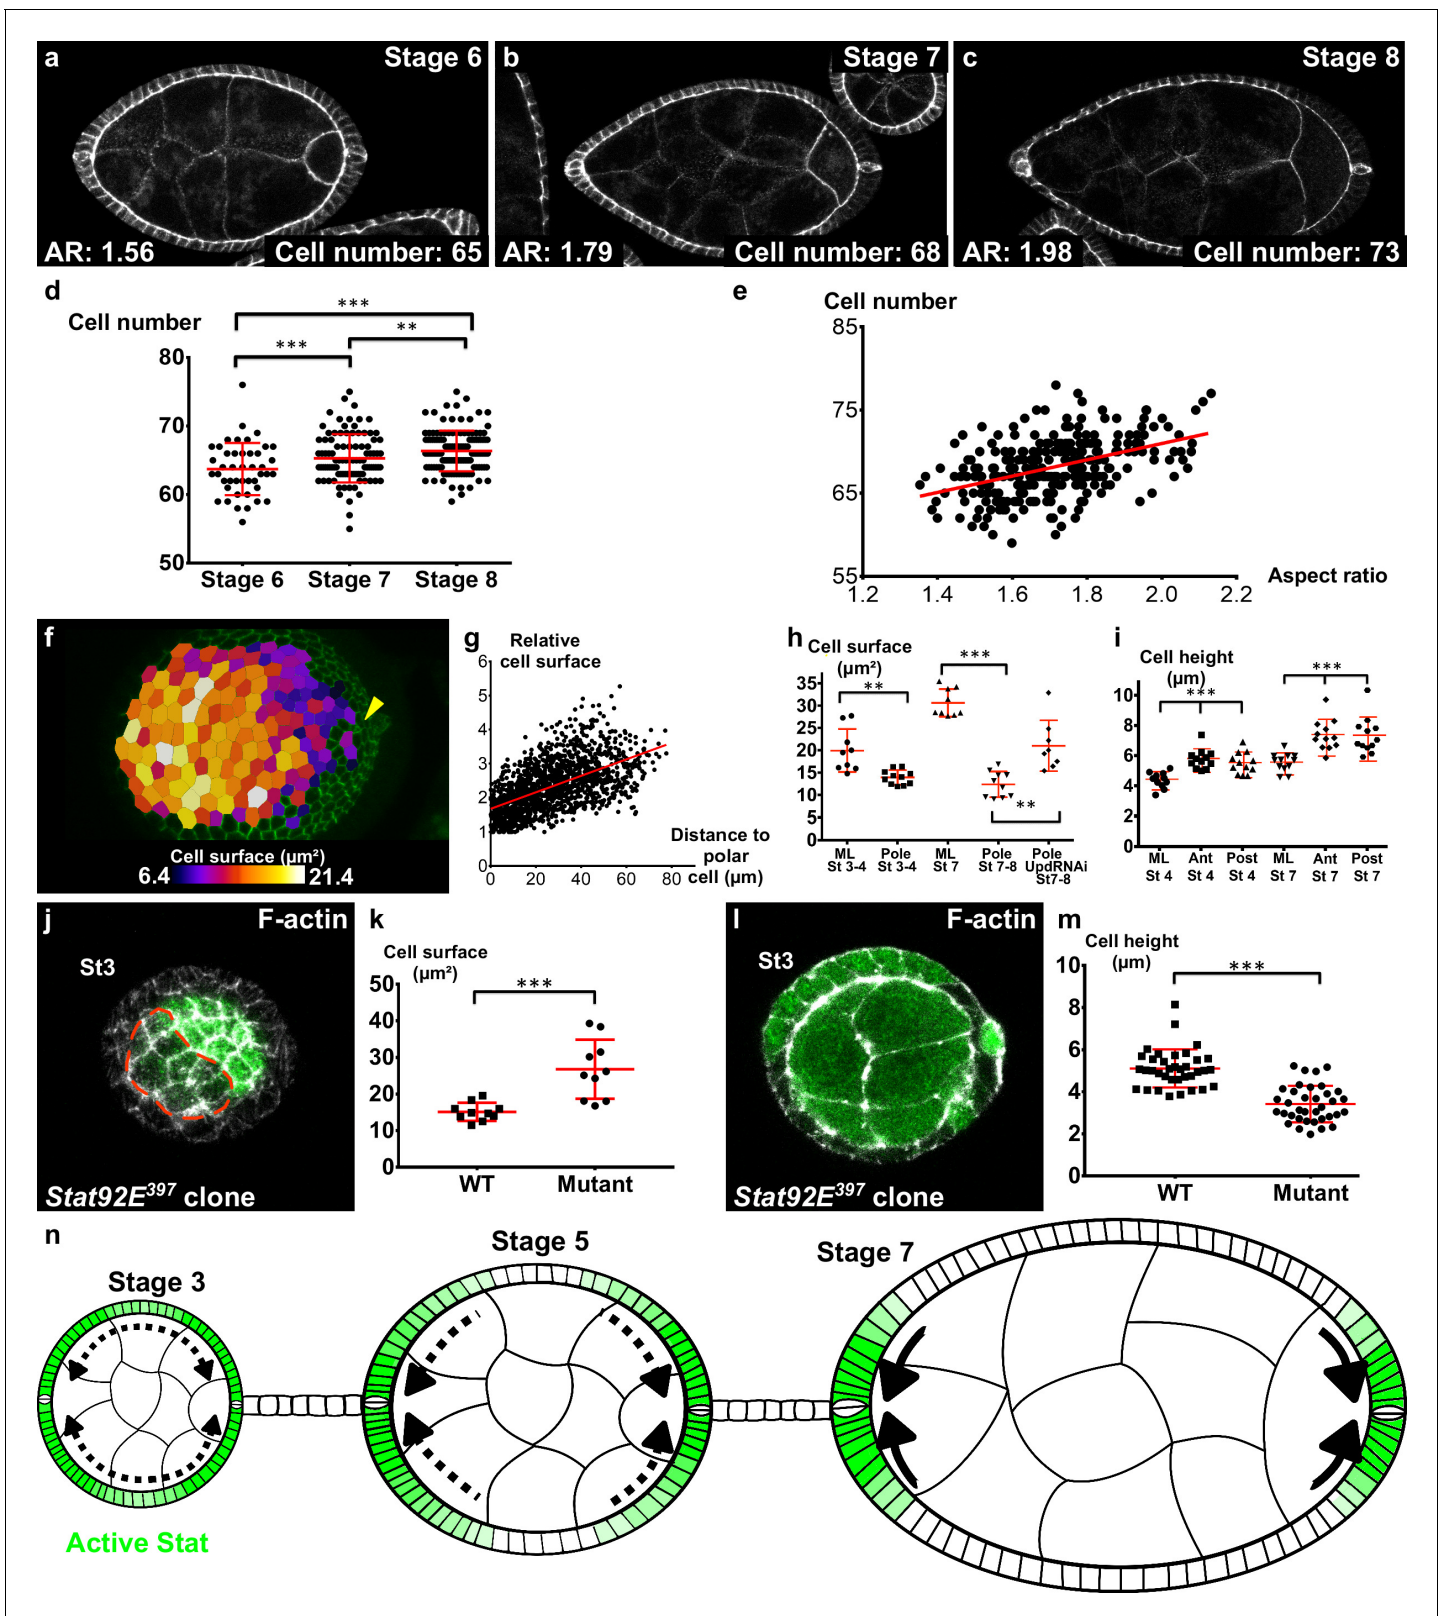 a
Stage 6
AR: 1.56
Cell number: 65
b
Stage 7
AR: 1.79
Cell number: 68
c
Stage 8
AR: 1.98
Cell number: 73
d
Cell number
***
**
***
80
70
60
50
Stage 6 Stage 7 Stage 8
e
Cell number
85
75
65
55
1.2 1.4 1.6 1.8 2.0 2.2
Aspect ratio
f
Cell surface (µm²)
6.4 21.4
g
Relative
cell surface
6
5
4
3
2
1
0
0 20 40 60 80
Distance to
polar
cell (µm)
h
Cell surface
(µm²)
35
30
25
20
15
10
5
0
**
***
**
ML
St 3-4
Pole
St 3-4
ML
St 7
Pole
St 7-8
Pole
UpdRNAi
St7-8
i
Cell height
(µm)
10
8
6
4
2
0
***
***
ML
St 4
Ant
St 4
Post
St 4
ML
St 7
Ant
St 7
Post
St 7
j
F-actin
St3
Stat92E³⁹⁷ clone
k
Cell surface
(µm²)
50
40
30
20
10
0
***
WT Mutant
l
F-actin
St3
Stat92E³⁹⁷ clone
m
Cell height
(µm)
10
8
6
4
2
0
***
WT Mutant
n
Stage 3
Stage 5
Stage 7
Active Stat